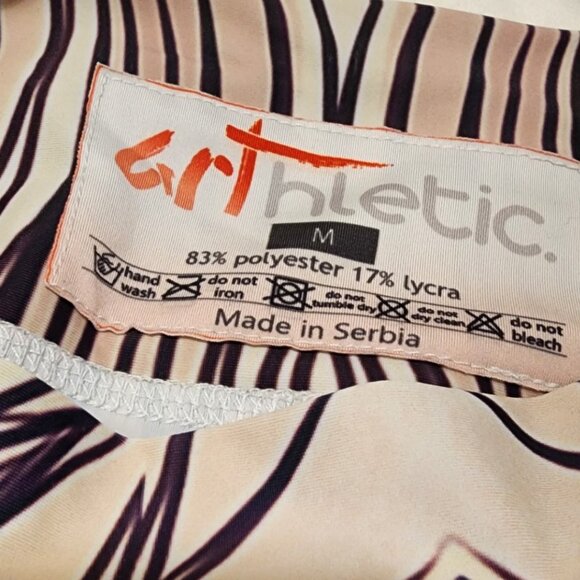 arThletic.
M
83% polyester 17% lycra
hand wash do not iron do not tumble dry do not dry clean do not bleach
Made in Serbia